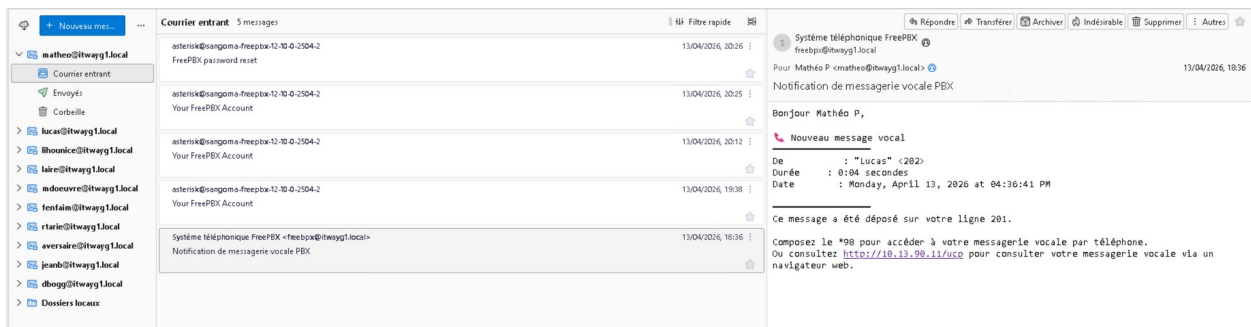 + Nouveau mes... ...
matheo@itwayg1.local
Courrier entrant
Envoyés
Corbeille
lucas@itwayg1.local
lihounice@itwayg1.local
laire@itwayg1.local
mdoeuvre@itwayg1.local
fenfaim@itwayg1.local
rtarie@itwayg1.local
aversaire@itwayg1.local
jeanb@itwayg1.local
dbogg@itwayg1.local
Dossiers locaux
Courrier entrant 5 messages Filtre rapide
asterisk@sangoma-freepbx-12-10-0-2504-2 13/04/2026, 20:26
FreePBX password reset
asterisk@sangoma-freepbx-12-10-0-2504-2 13/04/2026, 20:25
Your FreePBX Account
asterisk@sangoma-freepbx-12-10-0-2504-2 13/04/2026, 20:12
Your FreePBX Account
asterisk@sangoma-freepbx-12-10-0-2504-2 13/04/2026, 19:38
Your FreePBX Account
Système téléphonique FreePBX <freebpx@itwayg1.local> 13/04/2026, 18:36
Notification de messagerie vocale PBX
Répondre Transférer Archiver Indésirable Supprimer Autres
S
Système téléphonique FreePBX
freebpx@itwayg1.local
Pour Mathéo P <matheo@itwayg1.local> 13/04/2026, 18:36
Notification de messagerie vocale PBX
Bonjour Mathéo P,
Nouveau message vocal
De : "Lucas" <202>
Durée : 0:04 secondes
Date : Monday, April 13, 2026 at 04:36:41 PM
Ce message a été déposé sur votre ligne 201.
Composez le *98 pour accéder à votre messagerie vocale par téléphone.
Ou consultez http://10.13.90.11/ucp pour consulter votre messagerie vocale via un
navigateur web.